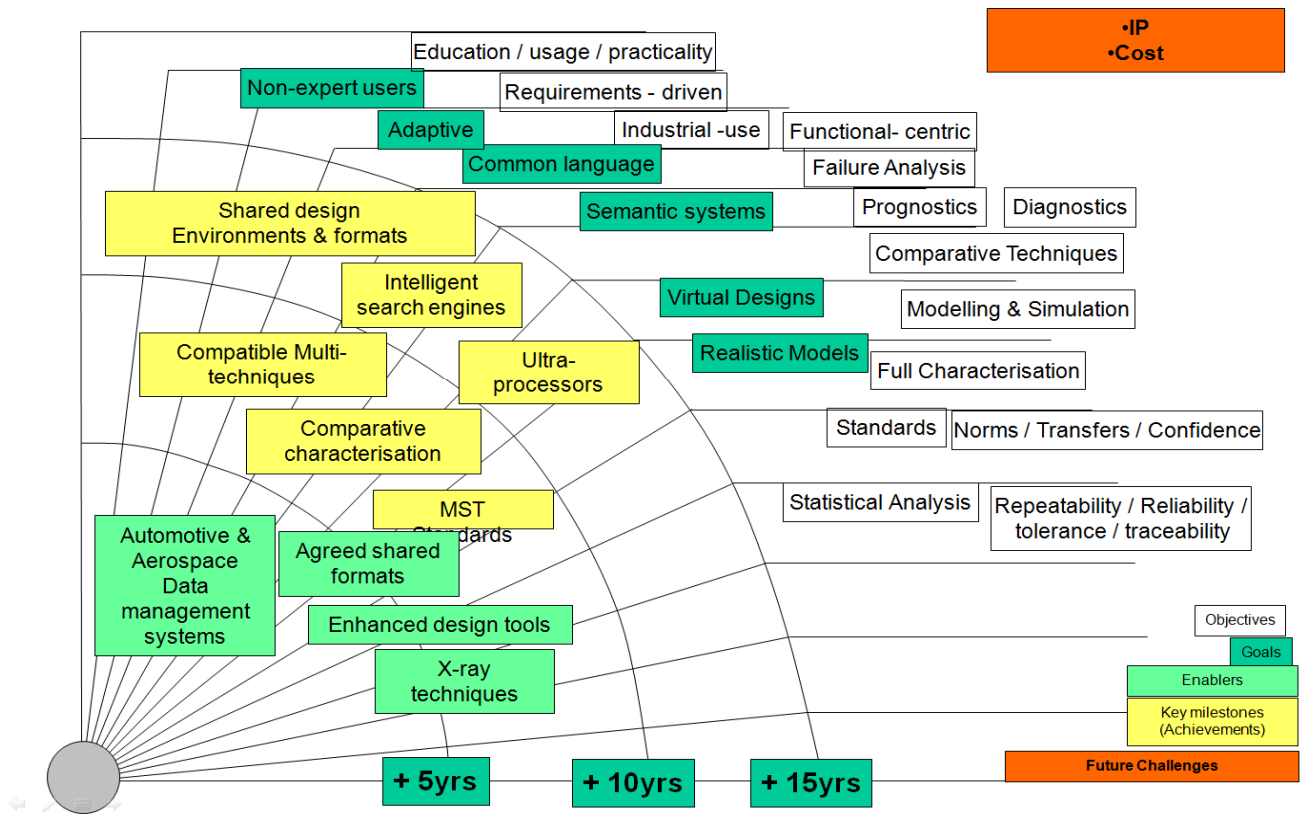 •IP
•Cost
Education / usage / practicality
Non-expert users
Requirements - driven
Adaptive
Industrial -use
Functional- centric
Common language
Failure Analysis
Shared design
Environments & formats
Semantic systems
Prognostics
Diagnostics
Comparative Techniques
Intelligent
search engines
Virtual Designs
Modelling & Simulation
Compatible Multi-
techniques
Ultra-
processors
Realistic Models
Full Characterisation
Comparative
characterisation
Standards
Norms / Transfers / Confidence
MST
Standards
Statistical Analysis
Repeatability / Reliability /
tolerance / traceability
Automotive &
Aerospace
Data
management
systems
Agreed shared
formats
Enhanced design tools
X-ray
techniques
Objectives
Goals
Enablers
Key milestones
(Achievements)
Future Challenges
+ 5yrs
+ 10yrs
+ 15yrs